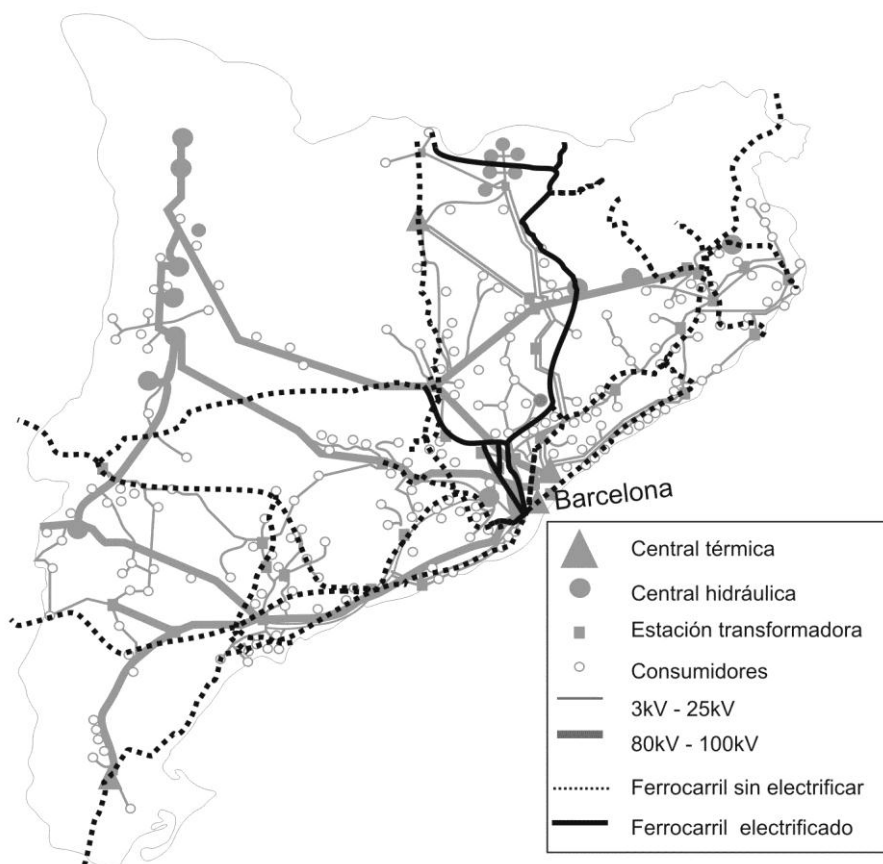 Barcelona
Central térmica
Central hidráulica
Estación transformadora
Consumidores
3kV - 25kV
80kV - 100kV
Ferrocarril sin electrificar
Ferrocarril electrificado